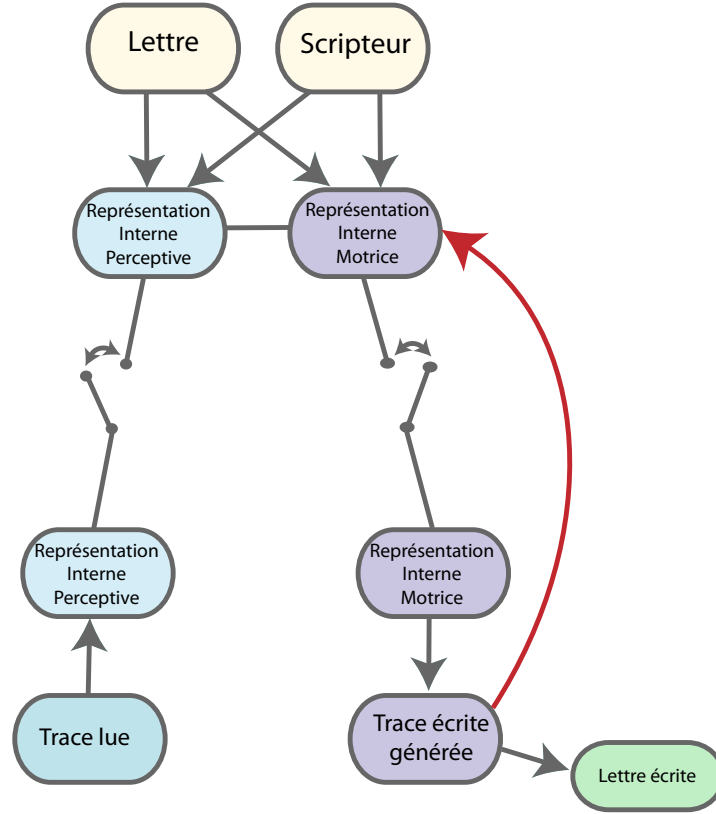 Lettre
Scripteur
Représentation
Interne
Perceptive
Représentation
Interne
Motrice
Représentation
Interne
Perceptive
Représentation
Interne
Motrice
Trace lue
Trace écrite
générée
Lettre écrite